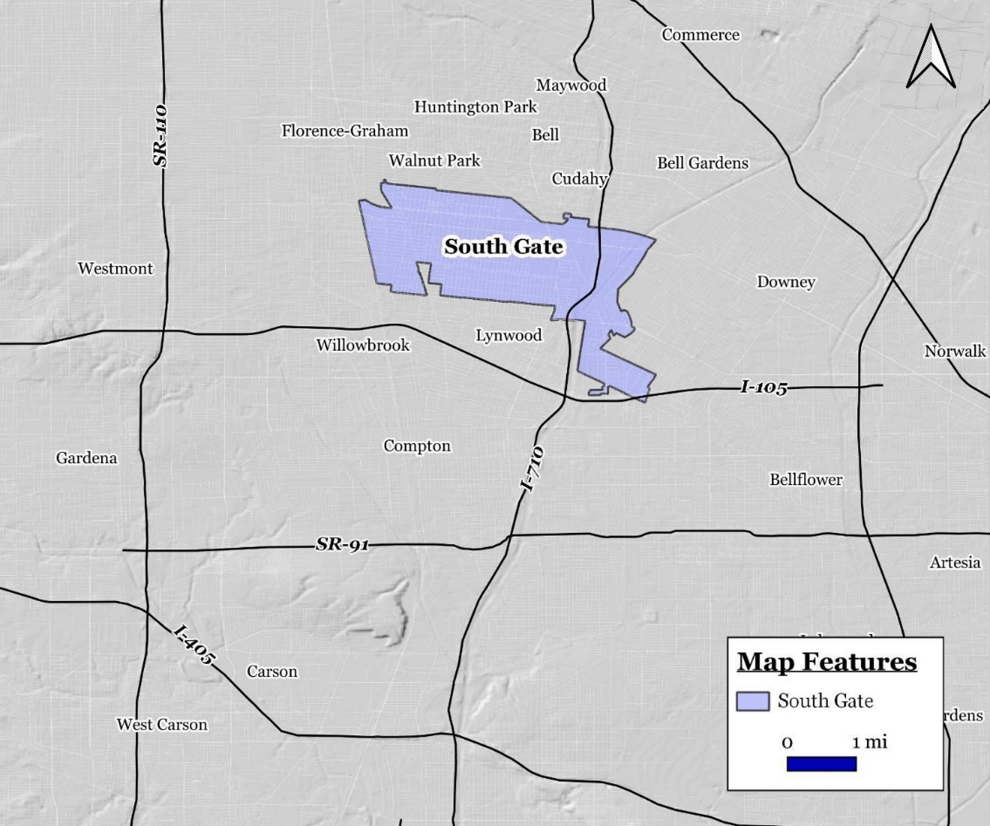 Commerce
Maywood
Huntington Park
Florence-Graham
Bell
SR-110
Walnut Park
Bell Gardens
Cudahy
South Gate
Westmont
Downey
Lynwood
Willowbrook
Norwalk
I-105
Compton
Gardena
I-710
Bellflower
SR-91
Artesia
I-405
Carson
West Carson
Map Features
South Gate
rdens
0 1 mi